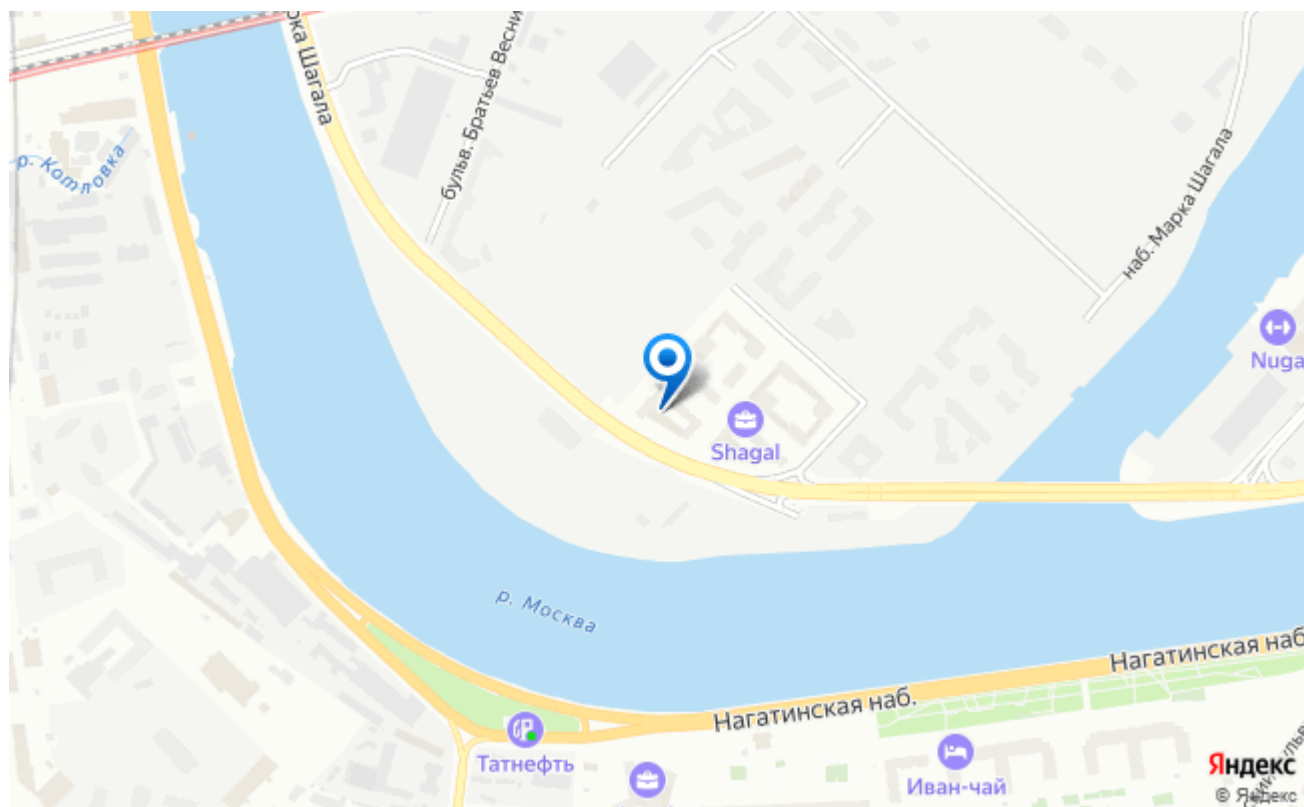 рка Шагала
бульв. Братьев Весни
р. Котловка
наб. Марка Шагала
Nuga
Shagal
р. Москва
Нагатинская наб.
Нагатинская наб.
Татнефть
Иван-чай
Яндекс
© Яндекс